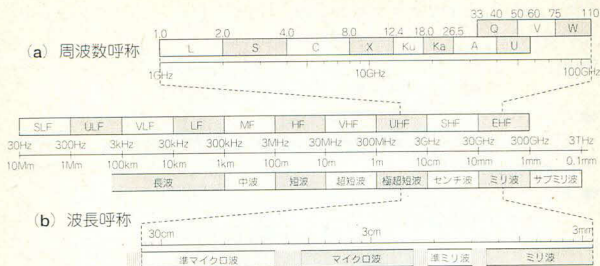 33 40 50 60 75 110
Q V W
1.0 2.0 4.0 8.0 12.4 18.0 26.5
(a) 周波数呼称
L S C X Ku Ka A U
1GHz 10GHz 100GHz
SLF ULF VLF LF MF HF VHF UHF SHF EHF
30Hz 300Hz 3kHz 30kHz 300kHz 3MHz 30MHz 300MHz 3GHz 30GHz 300GHz 3THz
10Mm 1Mm 100km 10km 1km 100m 10m 1m 10cm 10mm 1mm 0.1mm
長波 中波 短波 超短波 極超短波 センチ波 ミリ波 サブミリ波
(b) 波長呼称
30cm 3cm 3mm
準マイクロ波 マイクロ波 準ミリ波 ミリ波